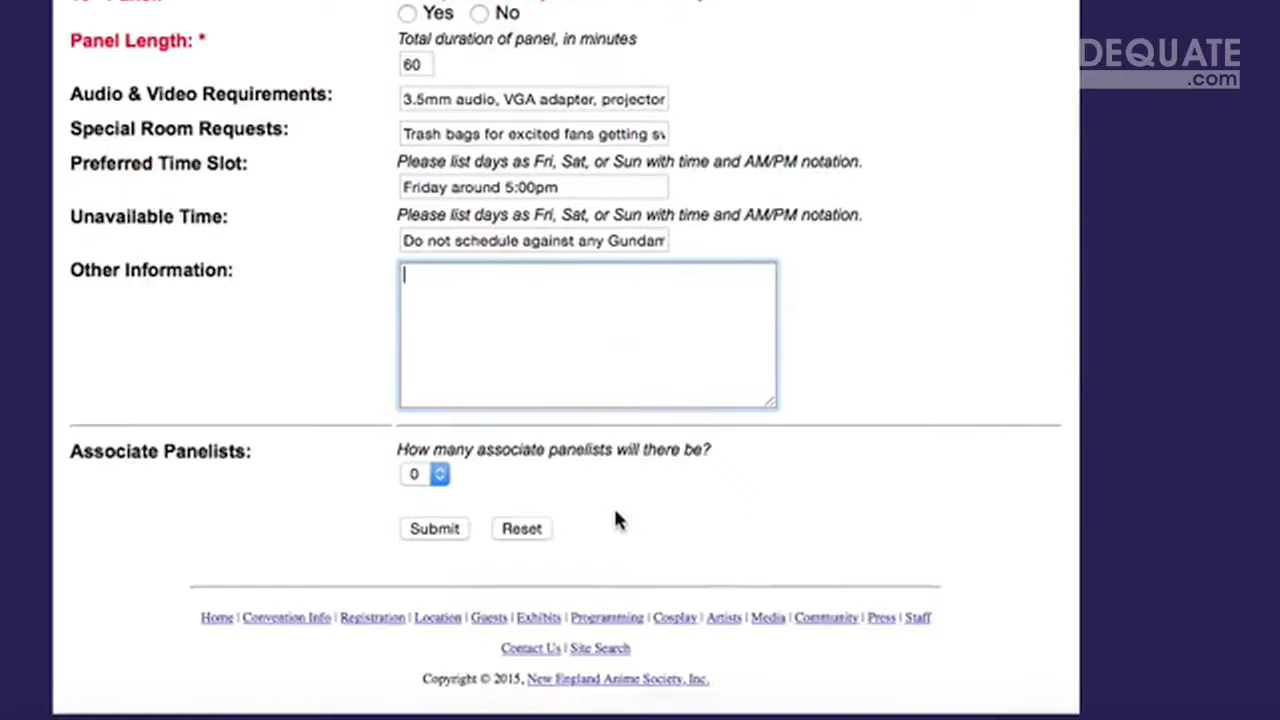 Yes No
Panel Length: * Total duration of panel, in minutes
60
Audio & Video Requirements: 3.5mm audio, VGA adapter, projector
Special Room Requests: Trash bags for excited fans getting sw
Preferred Time Slot: Please list days as Fri, Sat, or Sun with time and AM/PM notation.
Friday around 5:00pm
Unavailable Time: Please list days as Fri, Sat, or Sun with time and AM/PM notation.
Do not schedule against any Gundam
Other Information:
Associate Panelists: How many associate panelists will there be?
0
Submit Reset
Home | Convention Info | Registration | Location | Guests | Exhibits | Programming | Cosplay | Artists | Media | Community | Press | Staff
Contact Us | Site Search
Copyright © 2015, New England Anime Society, Inc.
DEQUATE
.com